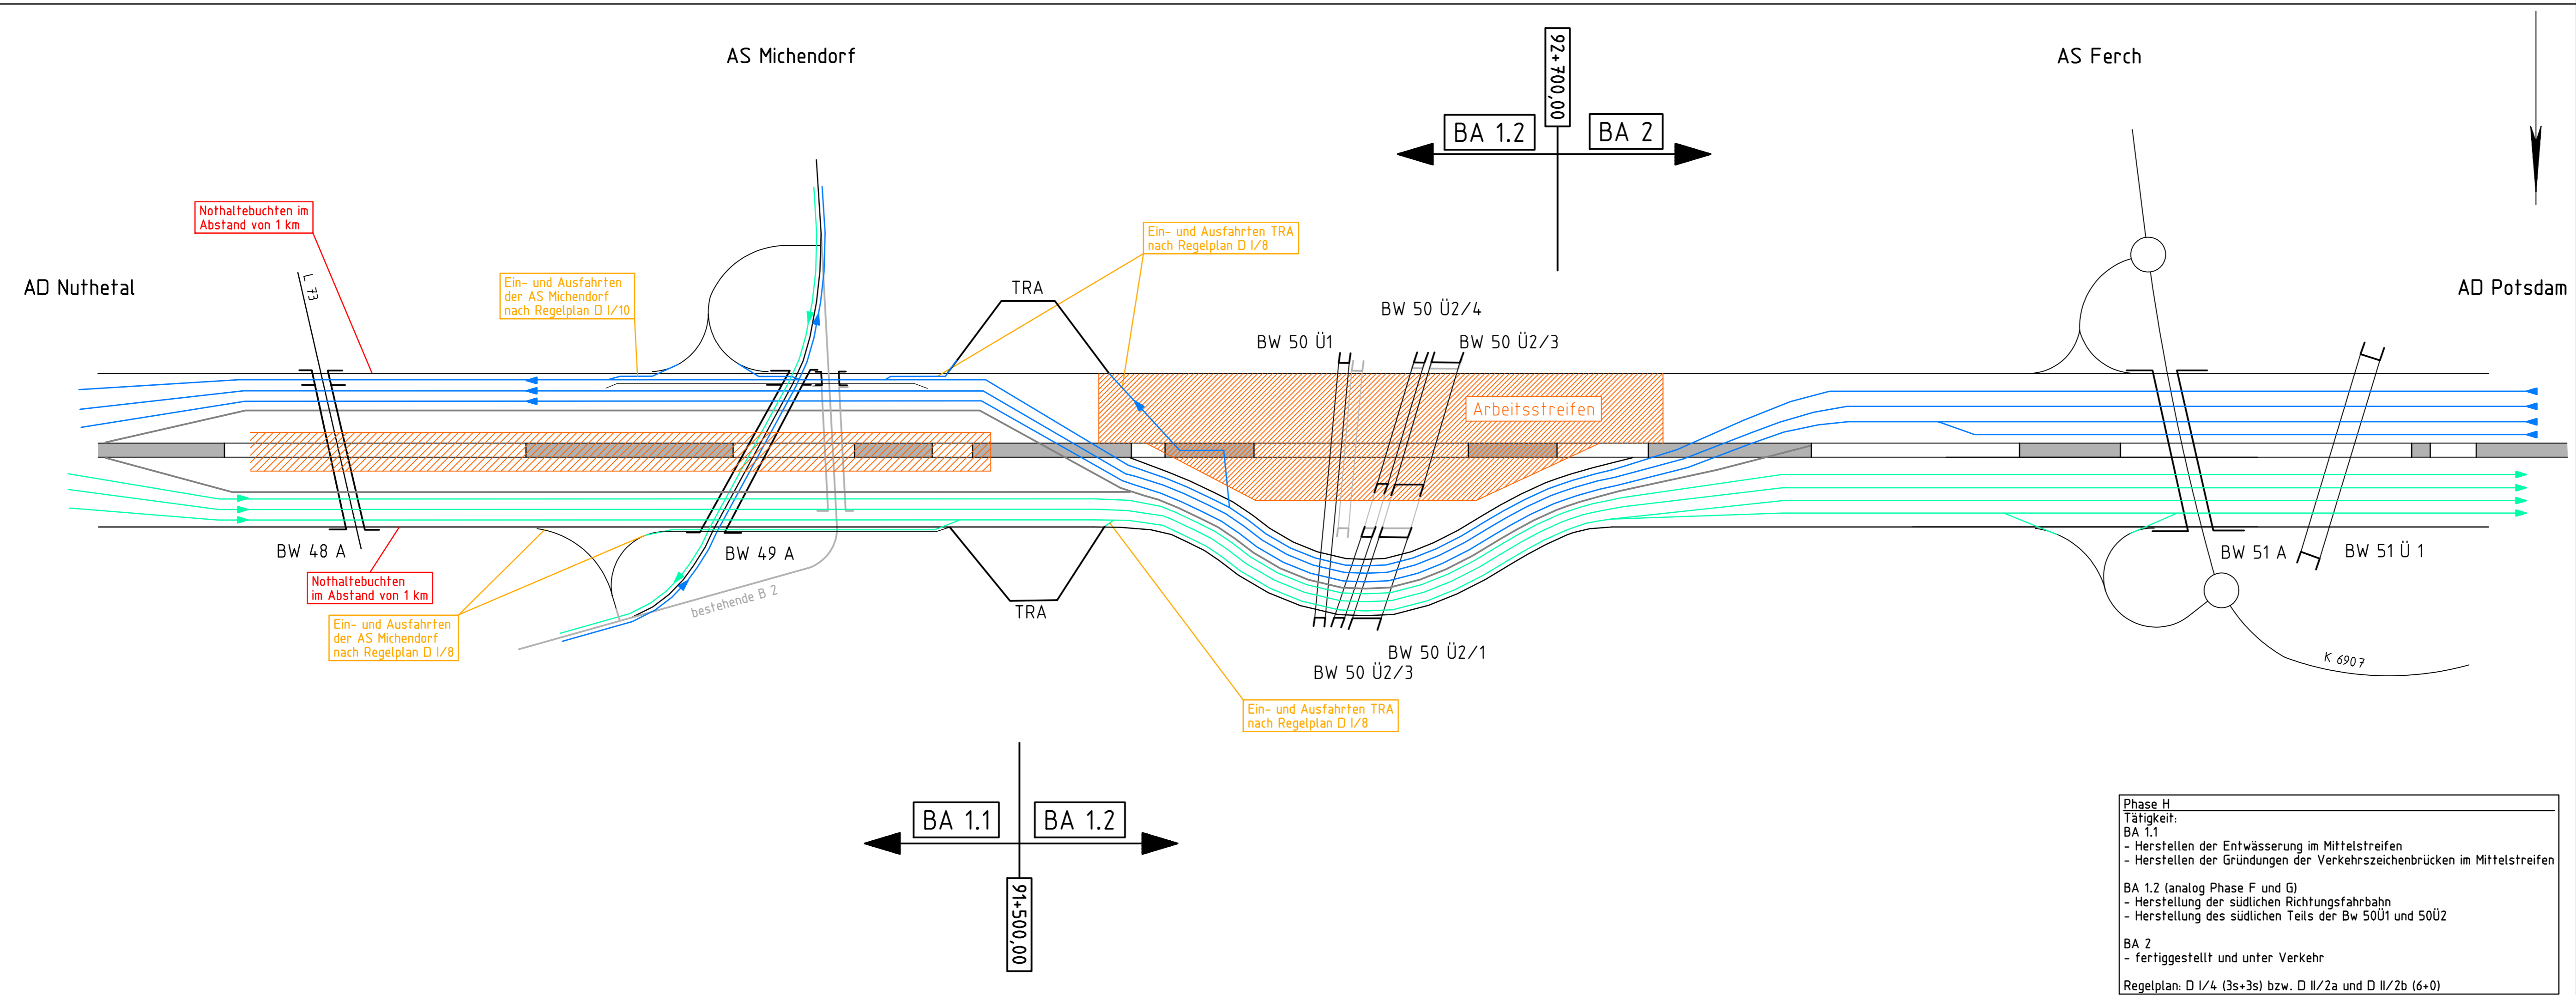 AS Michendorf
AS Ferch
92+700,00
BA 1.2
BA 2
Nothaltebuchten im
Abstand von 1 km
AD Nuthetal
L 73
Ein- und Ausfahrten
der AS Michendorf
nach Regelplan D I/10
Ein- und Ausfahrten TRA
nach Regelplan D I/8
TRA
BW 50 Ü2/4
BW 50 Ü1
BW 50 Ü2/3
AD Potsdam
Arbeitsstreifen
BW 48 A
BW 49 A
BW 51 A
BW 51 Ü 1
Nothaltebuchten
im Abstand von 1 km
bestehende B 2
TRA
Ein- und Ausfahrten
der AS Michendorf
nach Regelplan D I/8
BW 50 Ü2/1
BW 50 Ü2/3
K 6907
Ein- und Ausfahrten TRA
nach Regelplan D I/8
BA 1.1
BA 1.2
91+500,00
Phase H
Tätigkeit:
BA 1.1
- Herstellen der Entwässerung im Mittelstreifen
- Herstellen der Gründungen der Verkehrszeichenbrücken im Mittelstreifen
BA 1.2 (analog Phase F und G)
- Herstellung der südlichen Richtungsfahrbahn
- Herstellung des südlichen Teils der Bw 50Ü1 und 50Ü2
BA 2
- fertiggestellt und unter Verkehr
Regelplan: D I/4 (3s+3s) bzw. D II/2a und D II/2b (6+0)